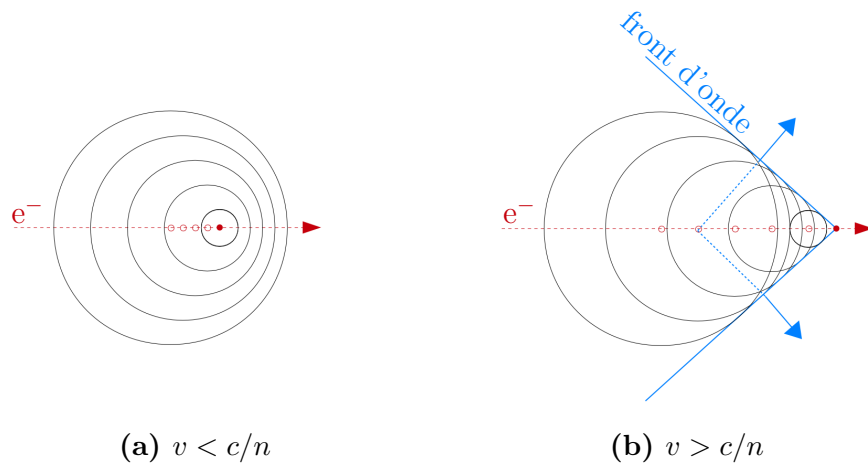 front d'onde
e⁻
e⁻
(a) v < c/n
(b) v > c/n